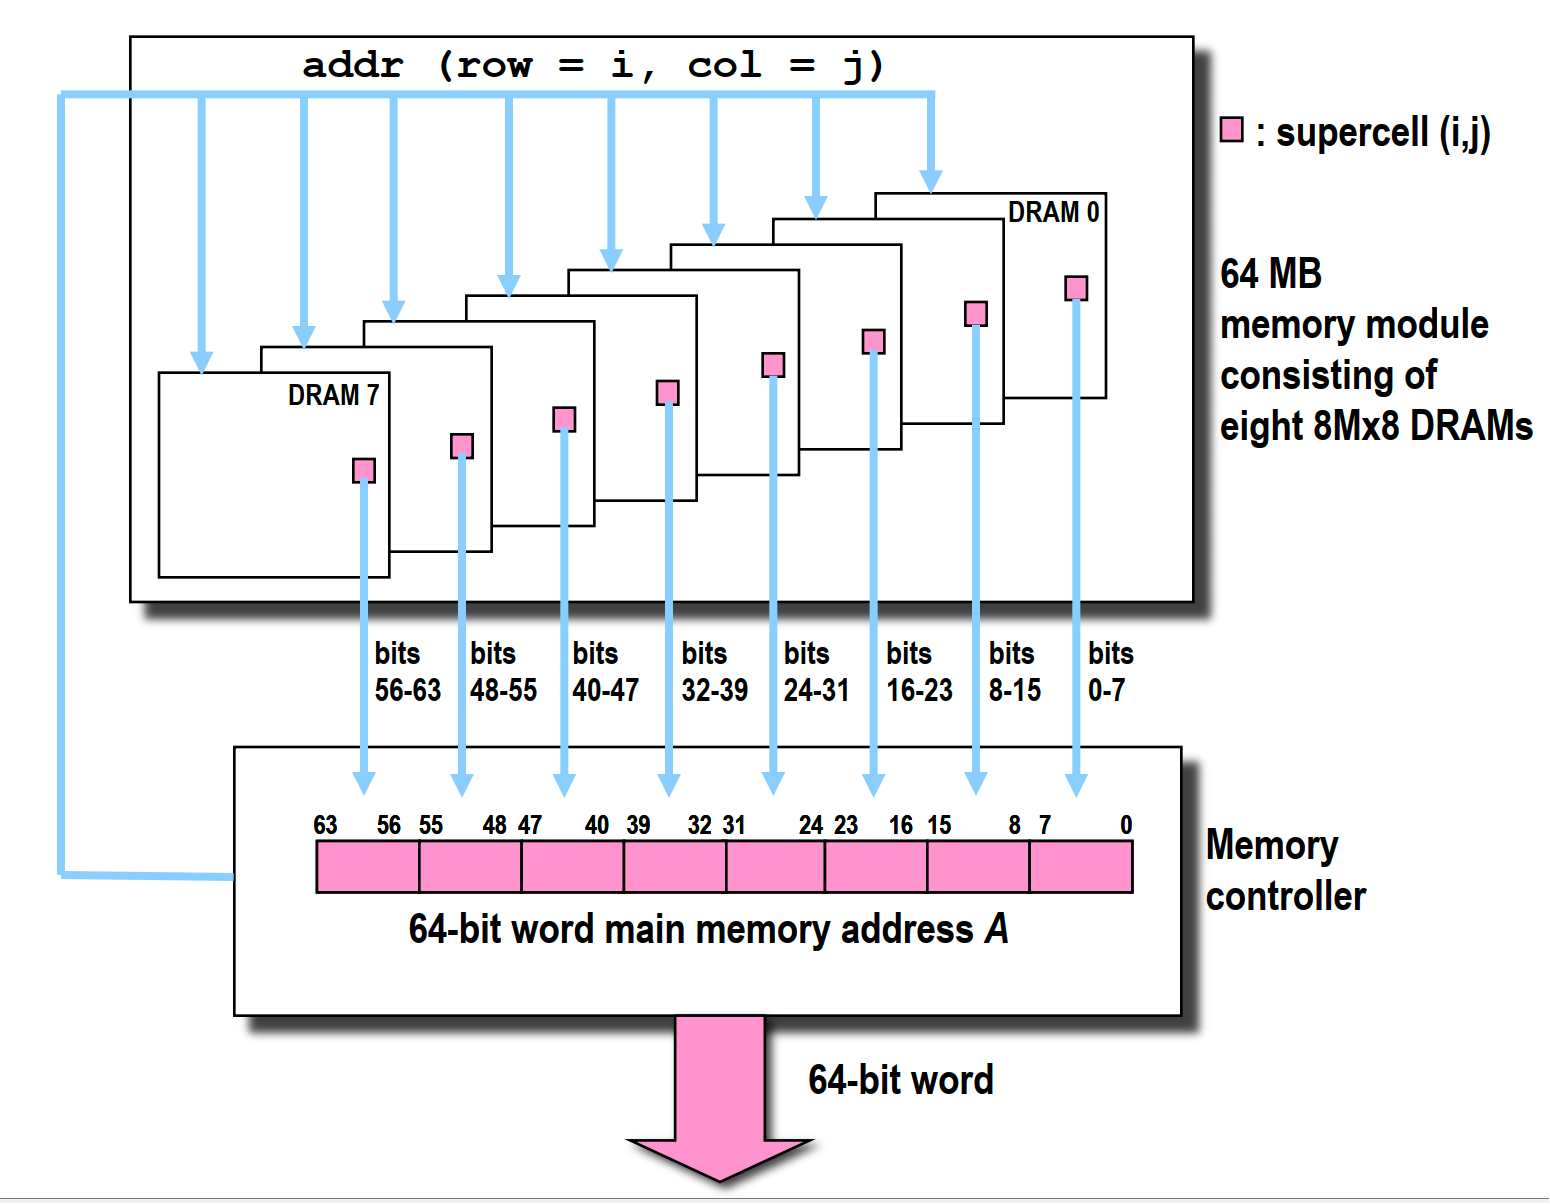 addr (row = i, col = j)
: supercell (i,j)
DRAM 0
64 MB
memory module
consisting of
eight 8Mx8 DRAMs
DRAM 7
bits
56-63
bits
48-55
bits
40-47
bits
32-39
bits
24-31
bits
16-23
bits
8-15
bits
0-7
63 56 55 48 47 40 39 32 31 24 23 16 15 8 7 0
64-bit word main memory address A
Memory
controller
64-bit word